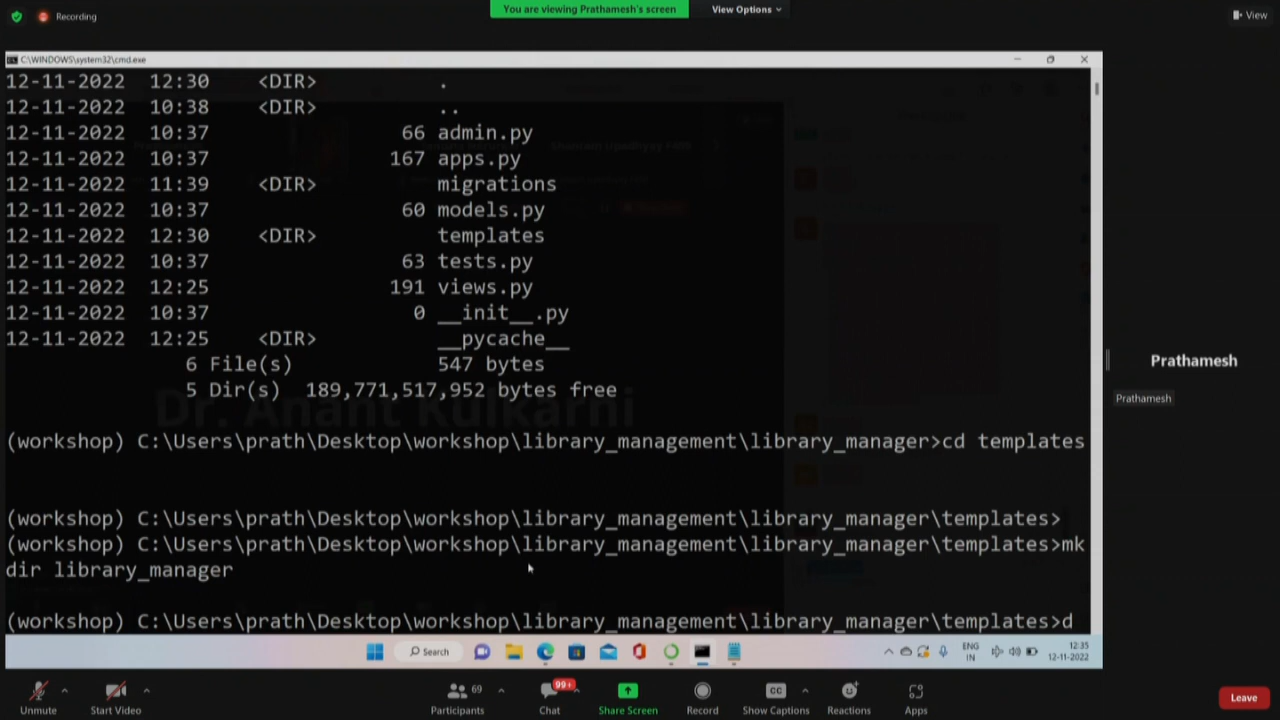 Recording
You are viewing Prathamesh's screen
View Options
View
C:\WINDOWS\system32\cmd.exe
12-11-2022 12:30 <DIR> .
12-11-2022 10:38 <DIR> ..
12-11-2022 10:37 66 admin.py
12-11-2022 10:37 167 apps.py
12-11-2022 11:39 <DIR> migrations
12-11-2022 10:37 60 models.py
12-11-2022 12:30 <DIR> templates
12-11-2022 10:37 63 tests.py
12-11-2022 12:25 191 views.py
12-11-2022 10:37 0 __init__.py
12-11-2022 12:25 <DIR> __pycache__
6 File(s) 547 bytes
5 Dir(s) 189,771,517,952 bytes free
Dr. Anant Kulkarni
(workshop) C:\Users\prath\Desktop\workshop\library_management\library_manager>cd templates
(workshop) C:\Users\prath\Desktop\workshop\library_management\library_manager\templates>
(workshop) C:\Users\prath\Desktop\workshop\library_management\library_manager\templates>mk
dir library_manager
(workshop) C:\Users\prath\Desktop\workshop\library_management\library_manager\templates>d
Prathamesh
Prathamesh
Search
ENG
IN
12:35
12-11-2022
Unmute
Start Video
69
Participants
99+
Chat
Share Screen
Record
CC
Show Captions
Reactions
Apps
Leave